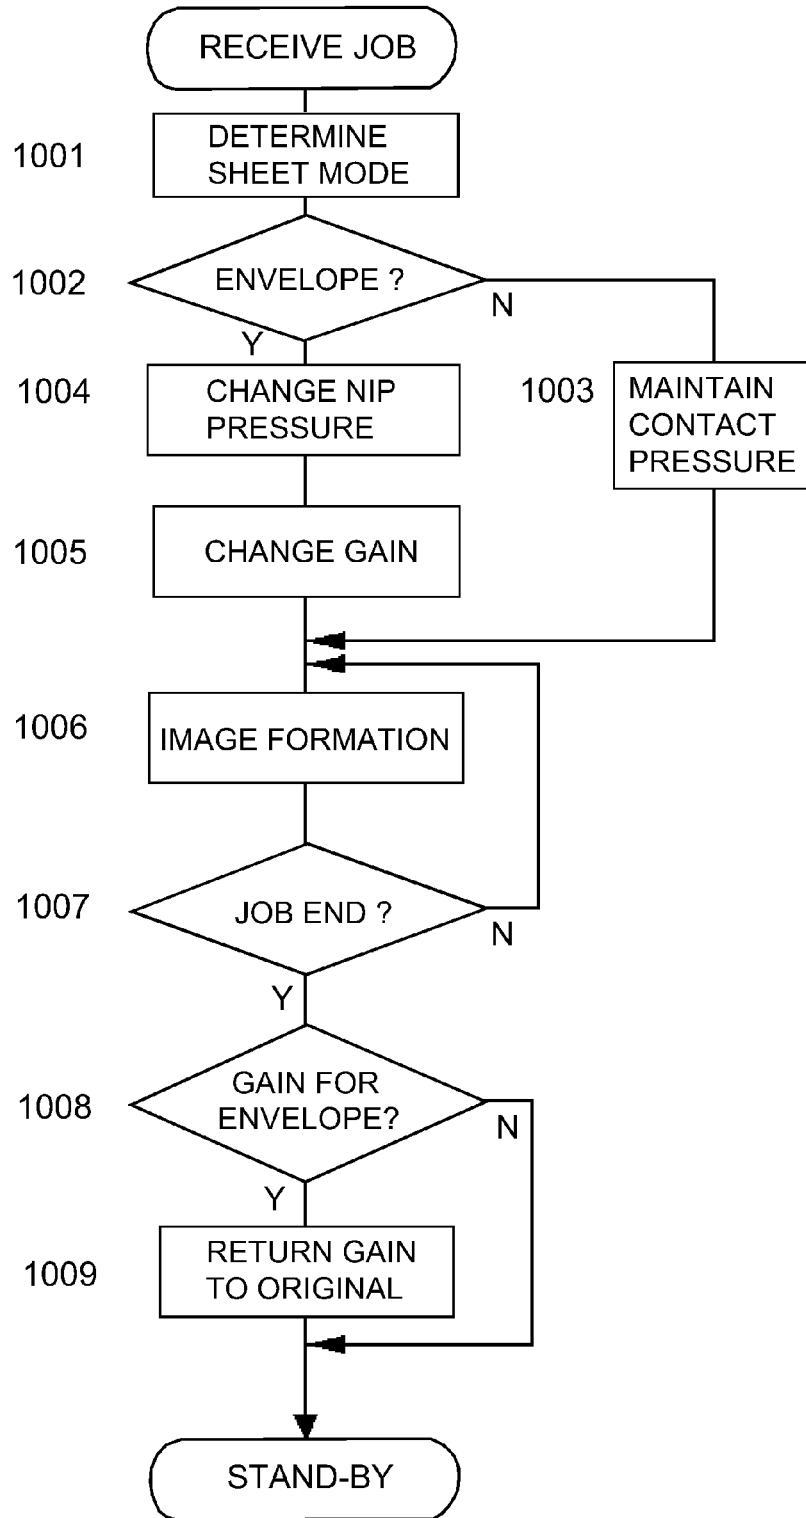 RECEIVE JOB
1001
DETERMINE
SHEET MODE
1002
ENVELOPE ?
N
Y
1004
CHANGE NIP
PRESSURE
1003
MAINTAIN
CONTACT
PRESSURE
1005
CHANGE GAIN
1006
IMAGE FORMATION
1007
JOB END ?
N
Y
1008
GAIN FOR
ENVELOPE?
N
Y
1009
RETURN GAIN
TO ORIGINAL
STAND-BY